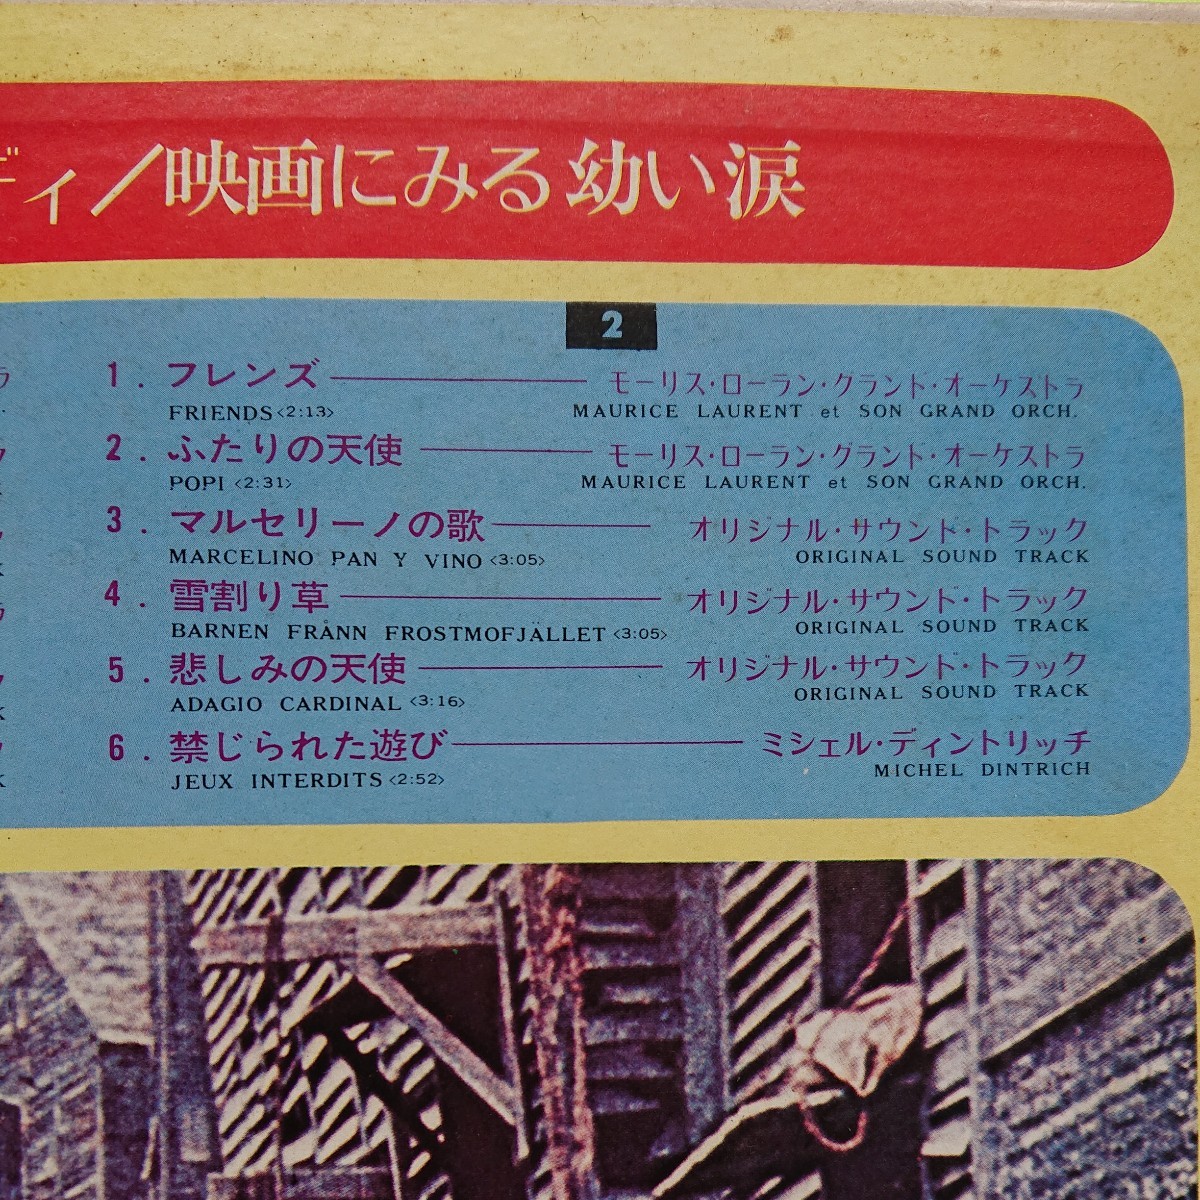 ディ／映画にみる幼い涙
2
1. フレンズ モーリス・ローラン・グランド・オーケストラ
FRIENDS<2:13> MAURICE LAURENT et SON GRAND ORCH.
2. ふたりの天使 モーリス・ローラン・グランド・オーケストラ
POPI <2:31> MAURICE LAURENT et SON GRAND ORCH.
3. マルセリーノの歌 オリジナル・サウンド・トラック
MARCELINO PAN Y VINO<3:05> ORIGINAL SOUND TRACK
4. 雪割り草 オリジナル・サウンド・トラック
BARNEN FRÅNN FROSTMOFJÄLLET<3:05> ORIGINAL SOUND TRACK
5. 悲しみの天使 オリジナル・サウンド・トラック
ADAGIO CARDINAL<3:16> ORIGINAL SOUND TRACK
6. 禁じられた遊び ミシェル・ディントリッチ
JEUX INTERDITS<2:52> MICHEL DINTRICH